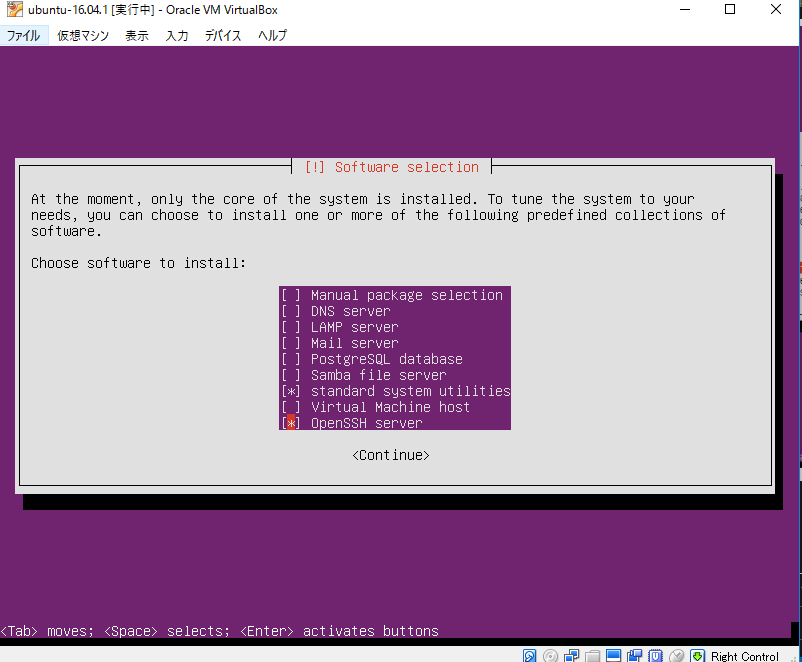 ubuntu-16.04.1 [実行中] - Oracle VM VirtualBox
ファイル 仮想マシン 表示 入力 デバイス ヘルプ
[!] Software selection
At the moment, only the core of the system is installed. To tune the system to your
needs, you can choose to install one or more of the following predefined collections of
software.
Choose software to install:
[ ] Manual package selection
[ ] DNS server
[ ] LAMP server
[ ] Mail server
[ ] PostgreSQL database
[ ] Samba file server
[*] standard system utilities
[ ] Virtual Machine host
[*] OpenSSH server
<Continue>
<Tab> moves; <Space> selects; <Enter> activates buttons
Right Control